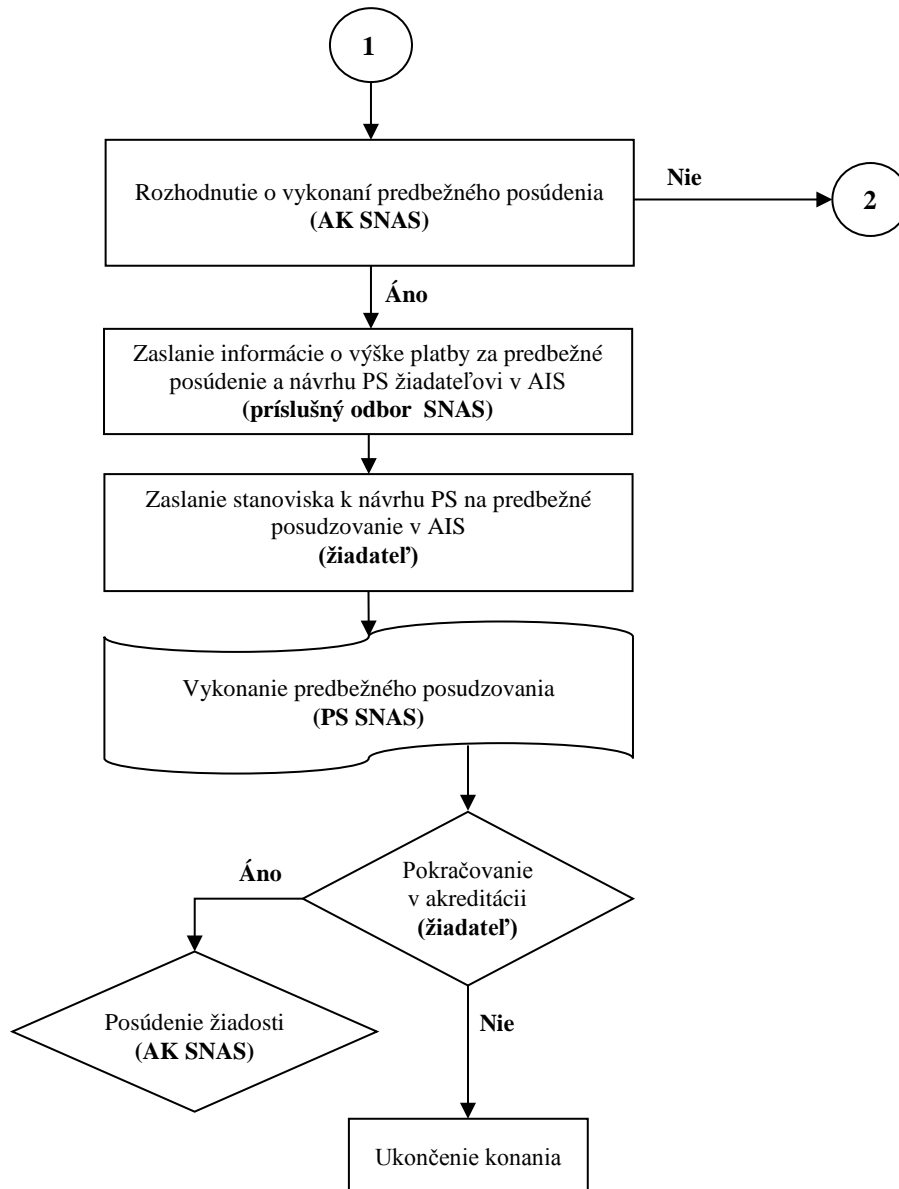 1
Rozhodnutie o vykonaní predbežného posúdenia
(AK SNAS)
Nie
2
Áno
Zaslanie informácie o výške platby za predbežné
posúdenie a návrhu PS žiadateľovi v AIS
(príslušný odbor SNAS)
Zaslanie stanoviska k návrhu PS na predbežné
posudzovanie v AIS
(žiadateľ)
Vykonanie predbežného posudzovania
(PS SNAS)
Pokračovanie
v akreditácii
(žiadateľ)
Áno
Posúdenie žiadosti
(AK SNAS)
Nie
Ukončenie konania